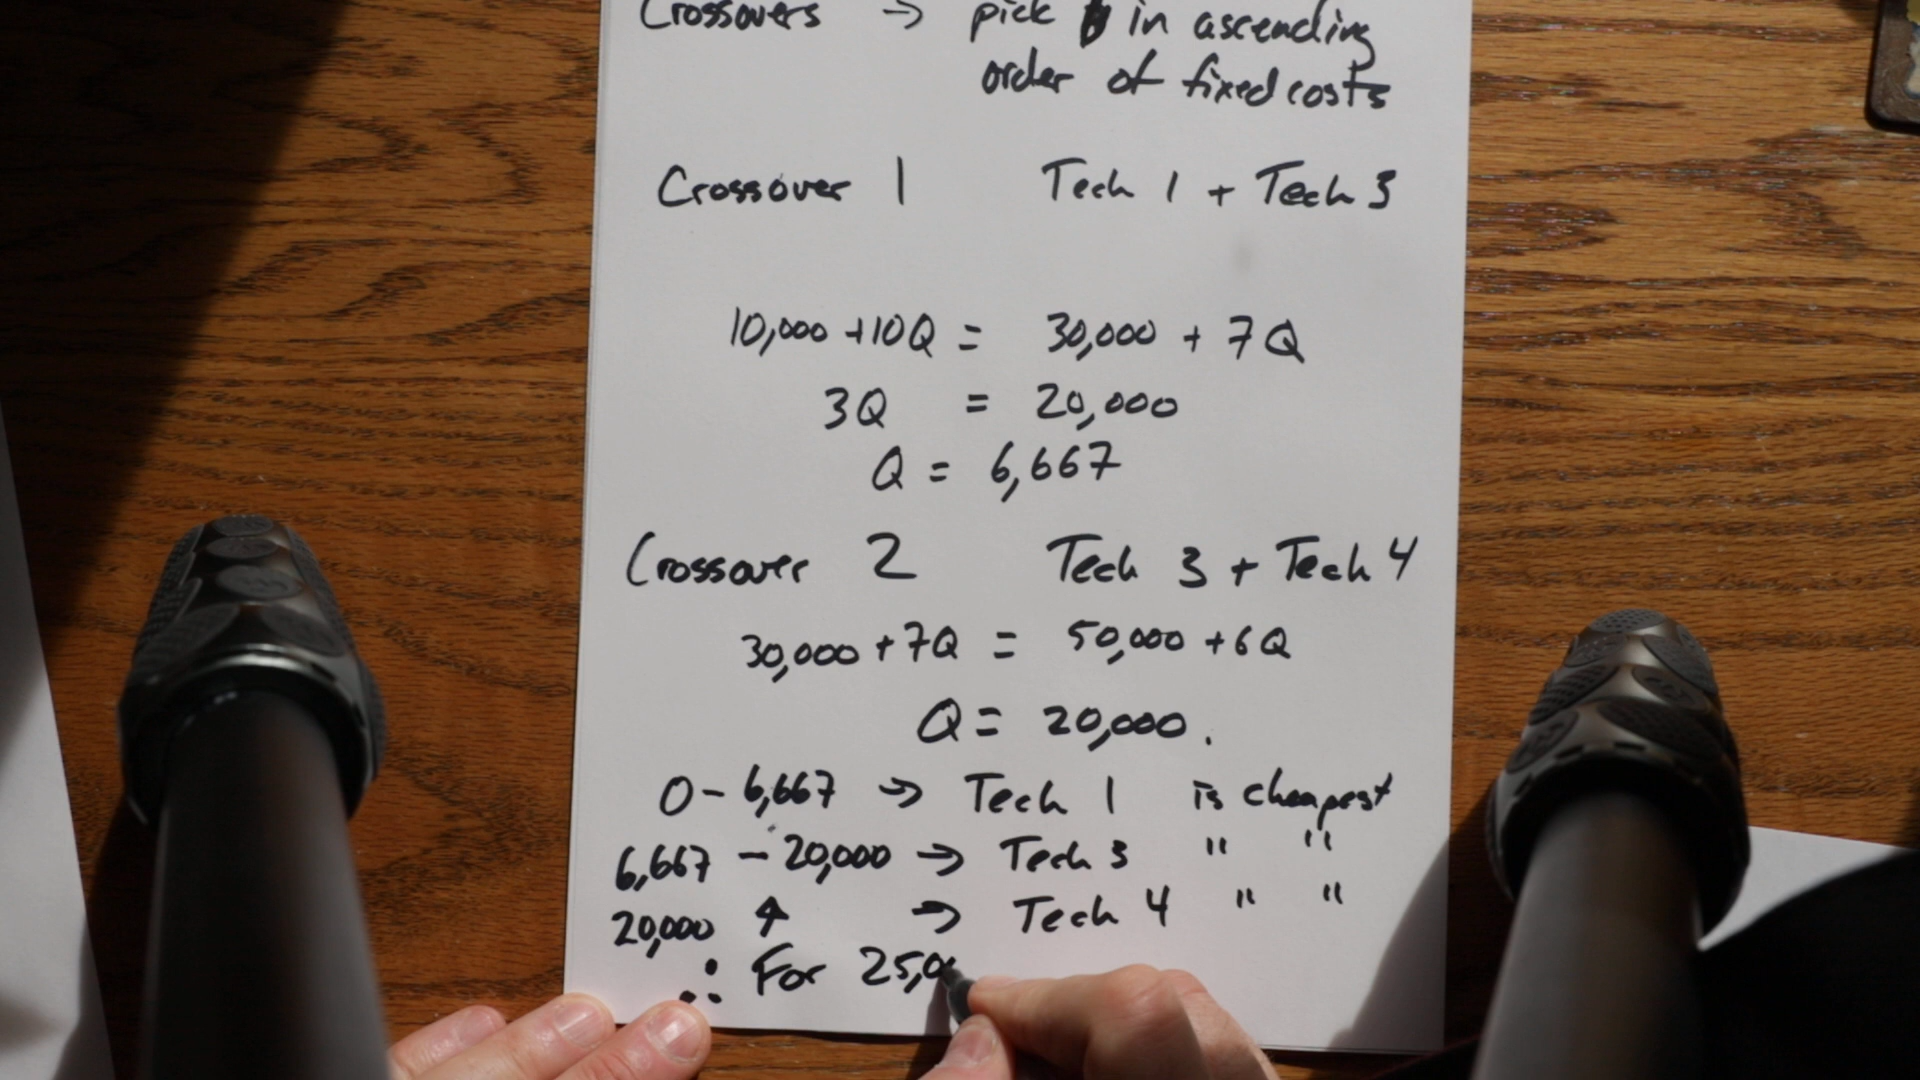 Crossovers → pick in ascending
order of fixed costs
Crossover 1 Tech 1 + Tech 3
10,000 + 10Q = 30,000 + 7Q
3Q = 20,000
Q = 6,667
Crossover 2 Tech 3 + Tech 4
30,000 + 7Q = 50,000 + 6Q
Q = 20,000.
0 - 6,667 → Tech 1 is cheapest
6,667 - 20,000 → Tech 3 " "
20,000 ↑ → Tech 4 " "
∴ For 25,0